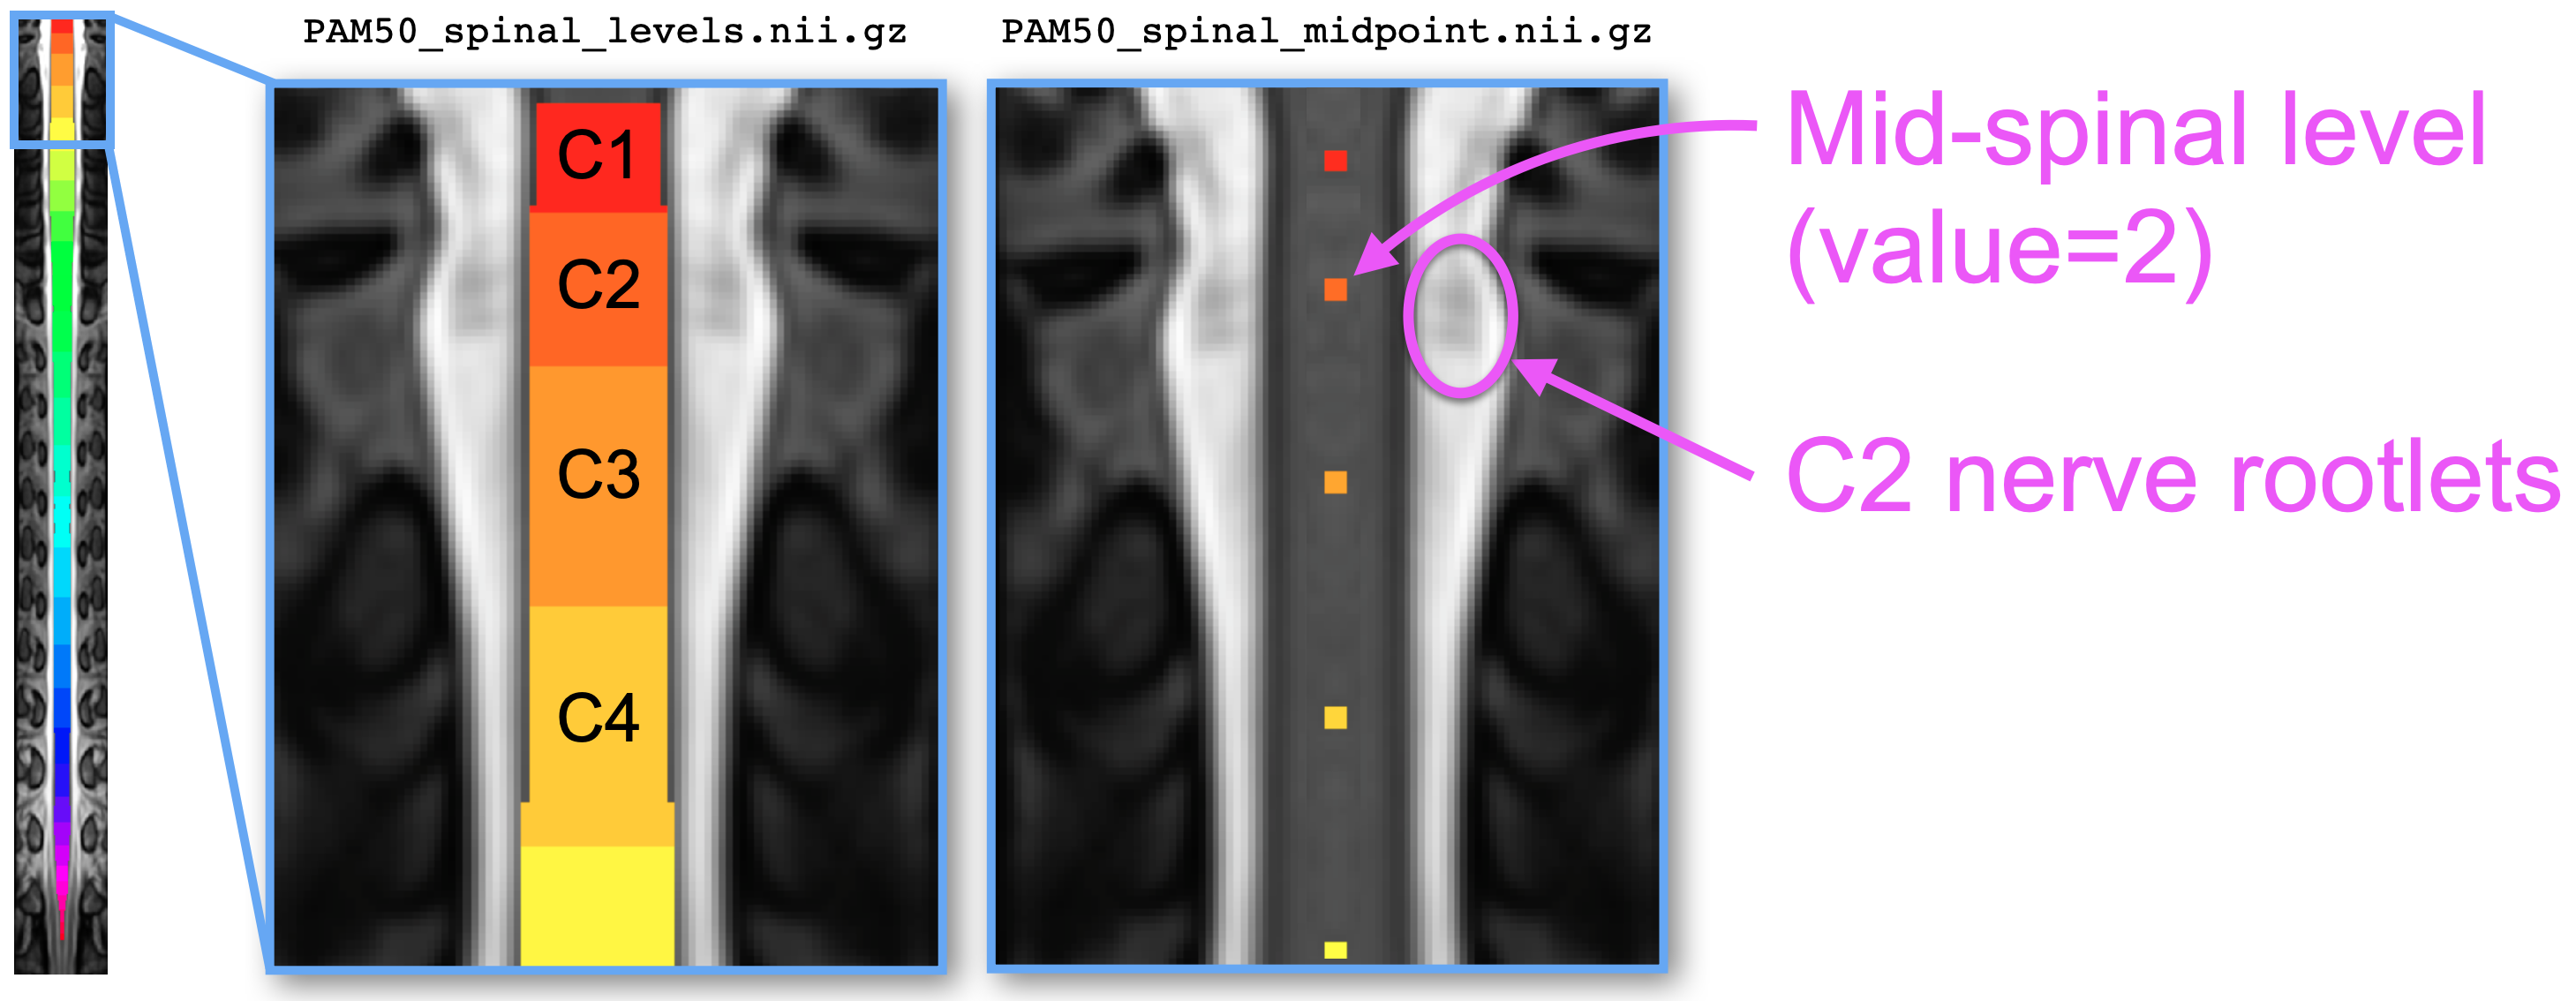 PAM50_spinal_levels.nii.gz
PAM50_spinal_midpoint.nii.gz
C1
C2
C3
C4
Mid-spinal level
(value=2)
C2 nerve rootlets